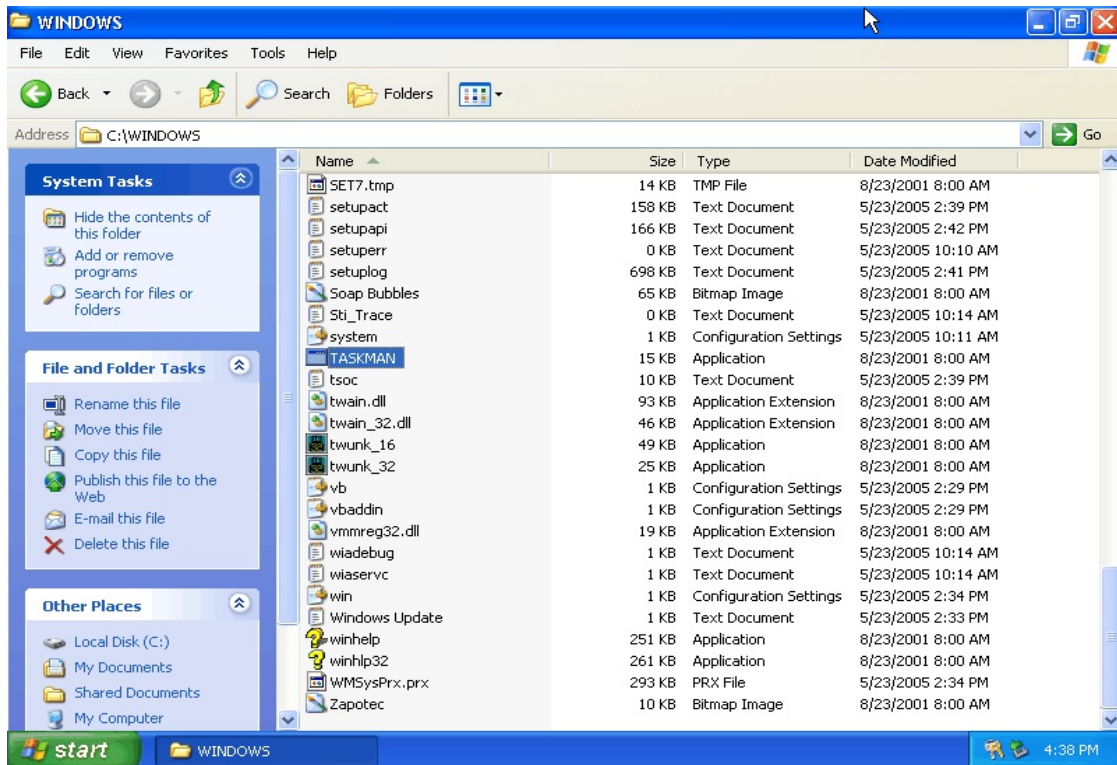 WINDOWS
File Edit View Favorites Tools Help
Back Search Folders
Address C:\WINDOWS Go
System Tasks
Hide the contents of
this folder
Add or remove
programs
Search for files or
folders
File and Folder Tasks
Rename this file
Move this file
Copy this file
Publish this file to the
Web
E-mail this file
Delete this file
Other Places
Local Disk (C:)
My Documents
Shared Documents
My Computer
Name Size Type Date Modified
SET7.tmp 14 KB TMP File 8/23/2001 8:00 AM
setupact 158 KB Text Document 5/23/2005 2:39 PM
setupapi 166 KB Text Document 5/23/2005 2:42 PM
setuperr 0 KB Text Document 5/23/2005 10:10 AM
setuplog 698 KB Text Document 5/23/2005 2:41 PM
Soap Bubbles 65 KB Bitmap Image 8/23/2001 8:00 AM
Sti_Trace 0 KB Text Document 5/23/2005 10:14 AM
system 1 KB Configuration Settings 5/23/2005 10:11 AM
TASKMAN 15 KB Application 8/23/2001 8:00 AM
tsoc 10 KB Text Document 5/23/2005 2:39 PM
twain.dll 93 KB Application Extension 8/23/2001 8:00 AM
twain_32.dll 46 KB Application Extension 8/23/2001 8:00 AM
twunk_16 49 KB Application 8/23/2001 8:00 AM
twunk_32 25 KB Application 8/23/2001 8:00 AM
vb 1 KB Configuration Settings 5/23/2005 2:29 PM
vbaddin 1 KB Configuration Settings 5/23/2005 2:29 PM
vmmreg32.dll 19 KB Application Extension 8/23/2001 8:00 AM
wiadebug 1 KB Text Document 5/23/2005 10:14 AM
wiaservc 1 KB Text Document 5/23/2005 10:14 AM
win 1 KB Configuration Settings 5/23/2005 2:34 PM
Windows Update 1 KB Text Document 5/23/2005 2:33 PM
winhelp 251 KB Application 8/23/2001 8:00 AM
winhlp32 261 KB Application 8/23/2001 8:00 AM
WMSysPrx.prx 293 KB PRX File 5/23/2005 2:34 PM
Zapotec 10 KB Bitmap Image 8/23/2001 8:00 AM
start WINDOWS 4:38 PM